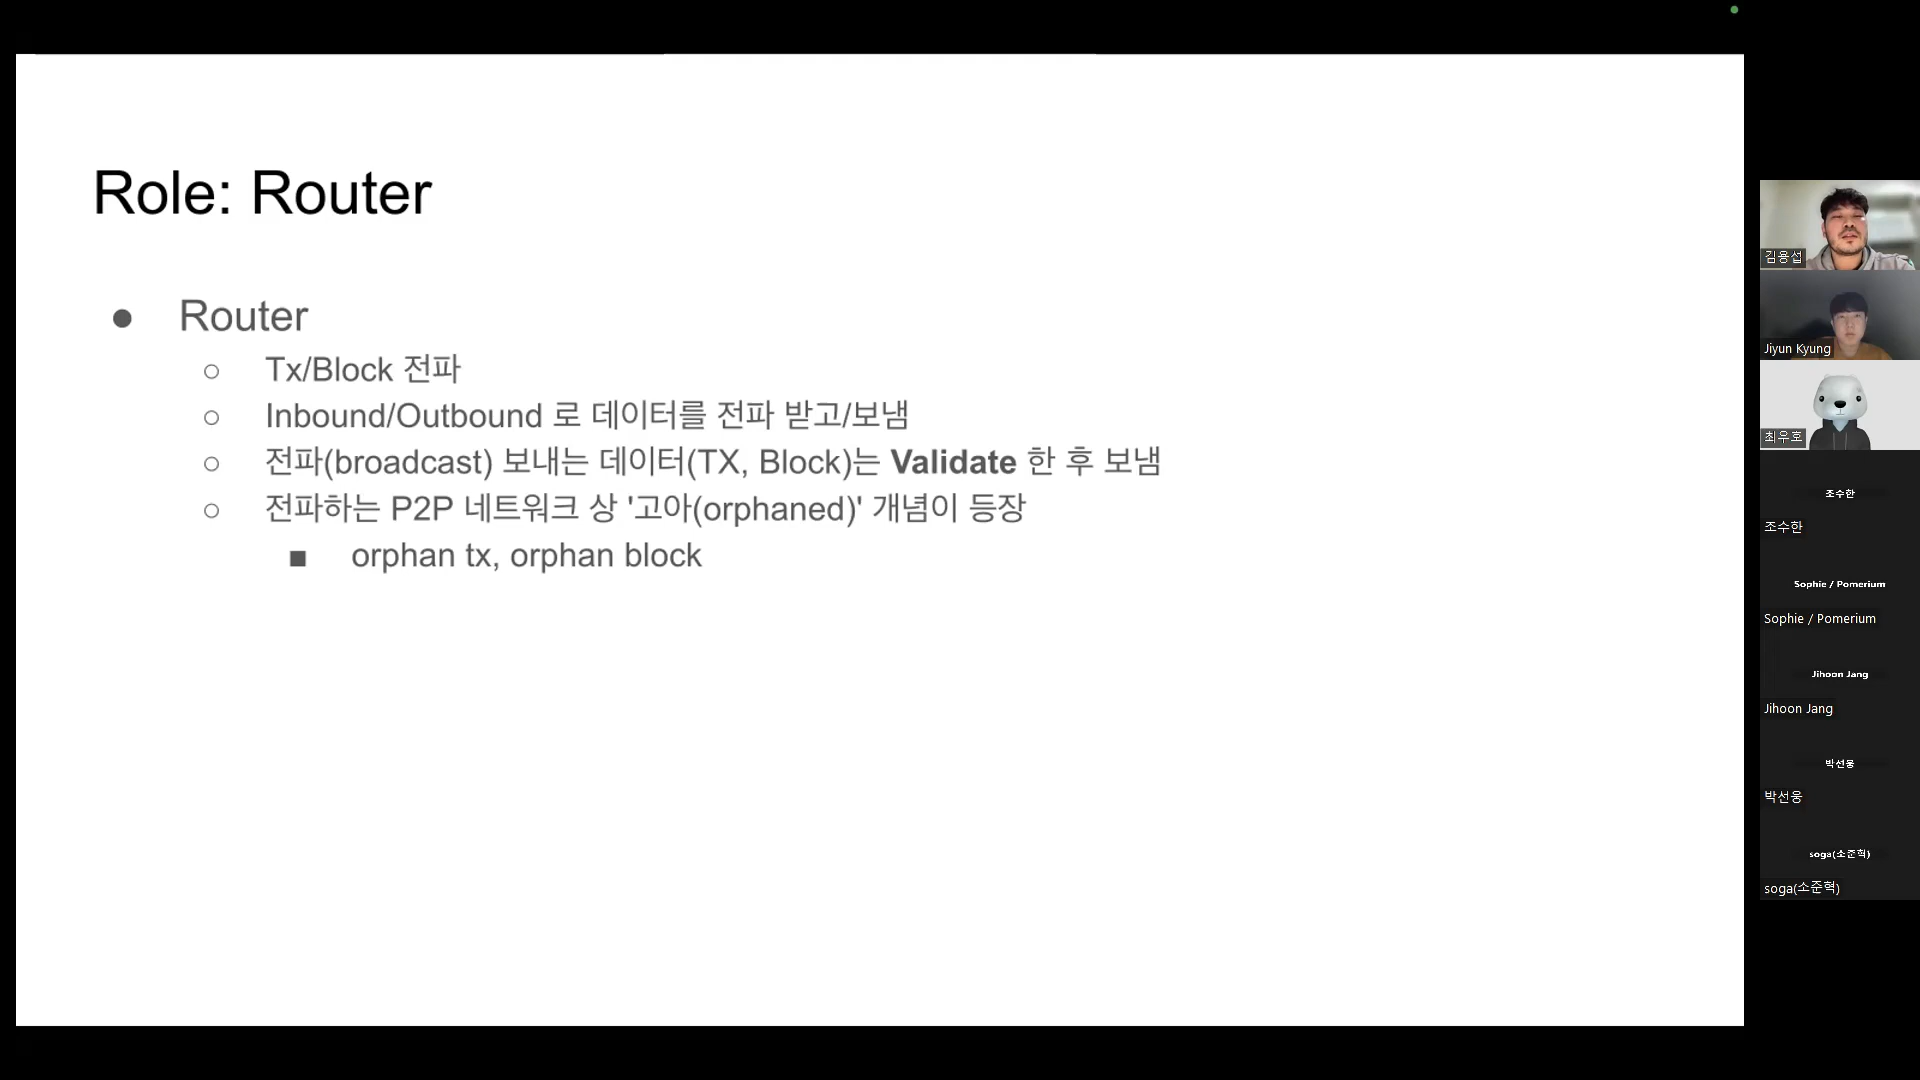 Role: Router
● Router
○ Tx/Block 전파
○ Inbound/Outbound 로 데이터를 전파 받고/보냄
○ 전파(broadcast) 보내는 데이터(TX, Block)는 Validate 한 후 보냄
○ 전파하는 P2P 네트워크 상 '고아(orphaned)' 개념이 등장
■ orphan tx, orphan block
김용섭
Jiyun Kyung
최우호
조수한
조수한
Sophie / Pomerium
Sophie / Pomerium
Jihoon Jang
Jihoon Jang
박선웅
박선웅
soga(소준혁)
soga(소준혁)